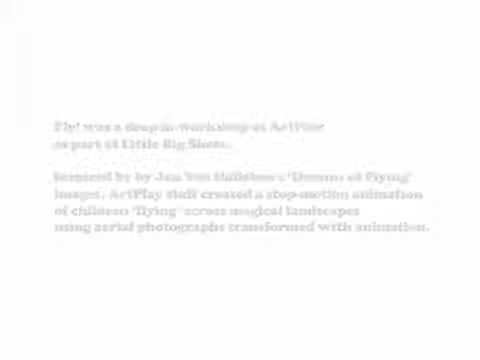 Fly! was a drop in workshop at ArtPlay
as part of Little Big Shots.
Inspired by by Jan Von Holleben's 'Dreams of Flying'
images, ArtPlay staff created a stop-motion animation
of children 'flying' across magical landscapes
using aerial photographs transformed with animation.